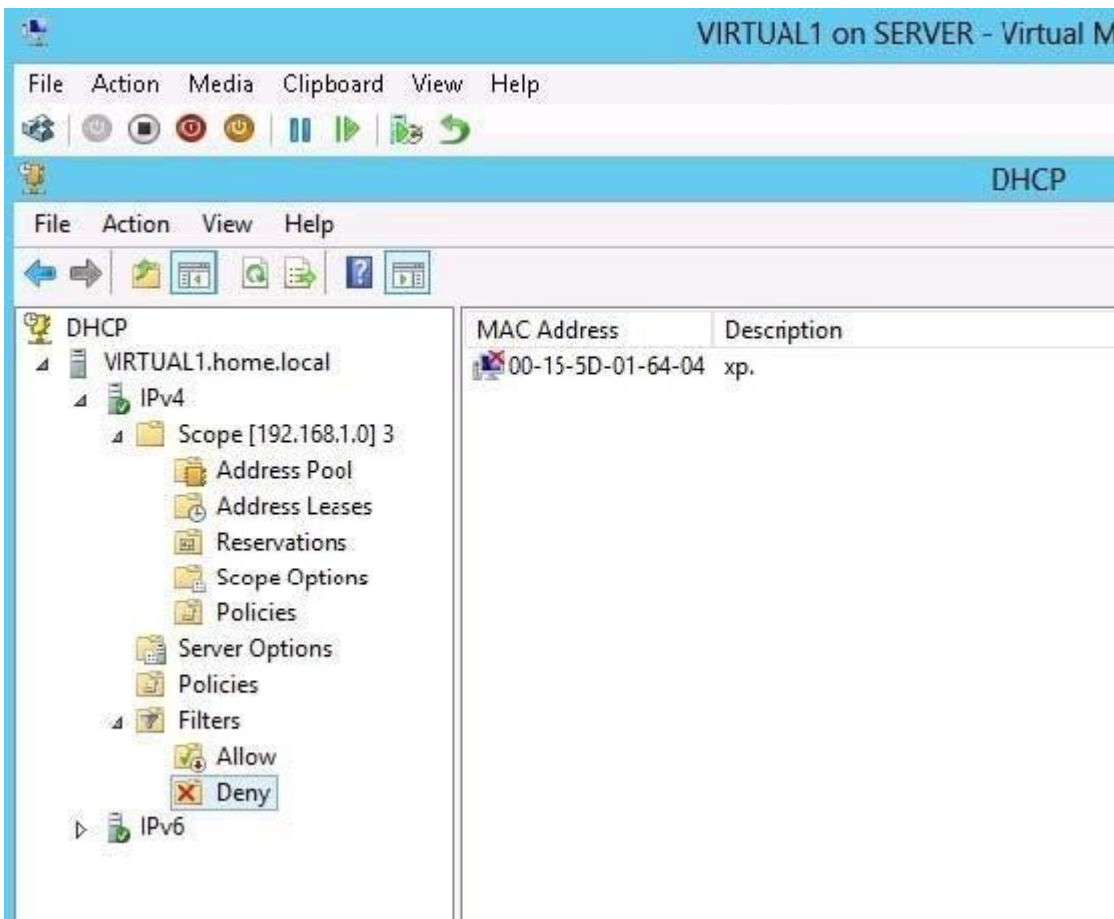 VIRTUAL1 on SERVER - Virtual M
File Action Media Clipboard View Help
DHCP
File Action View Help
DHCP
VIRTUAL1.home.local
IPv4
Scope [192.168.1.0] 3
Address Pool
Address Leases
Reservations
Scope Options
Policies
Server Options
Policies
Filters
Allow
Deny
IPv6
MAC Address Description
00-15-5D-01-64-04 xp.